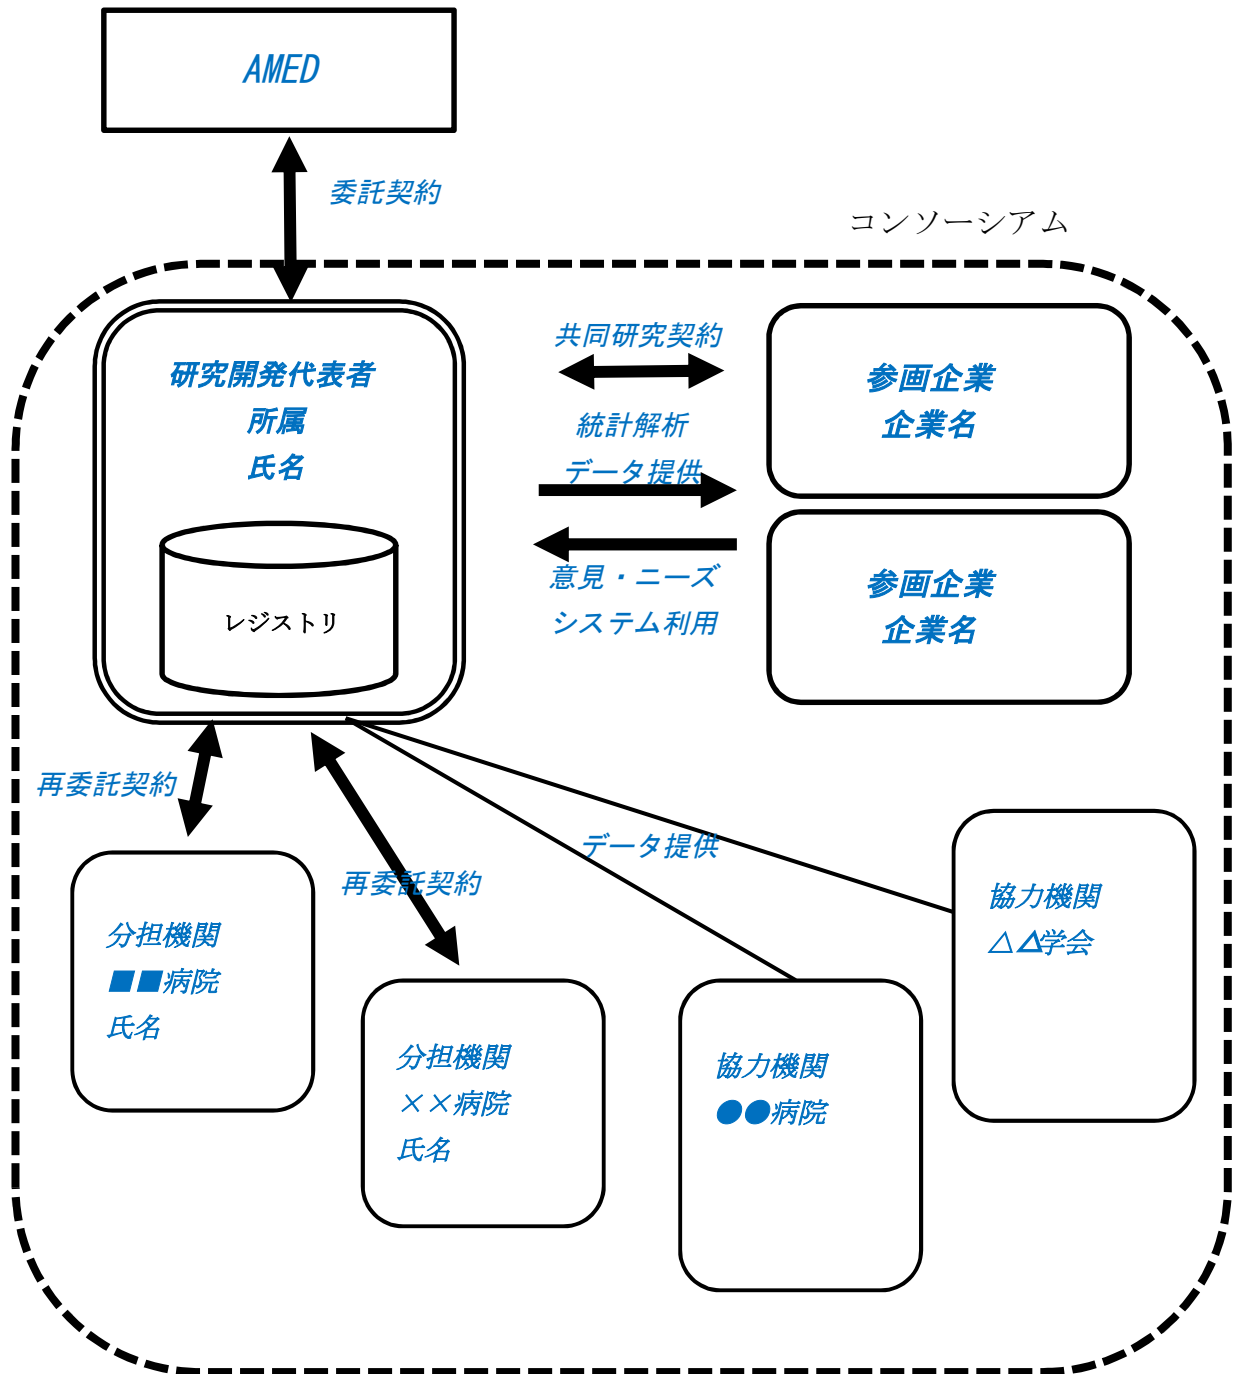 AMED
委託契約
コンソーシアム
研究開発代表者
所属
氏名
レジストリ
共同研究契約
統計解析
データ提供
意見・ニーズ
システム利用
参画企業
企業名
参画企業
企業名
再委託契約
再委託契約
データ提供
分担機関
■■病院
氏名
分担機関
××病院
氏名
協力機関
●●病院
協力機関
△△学会